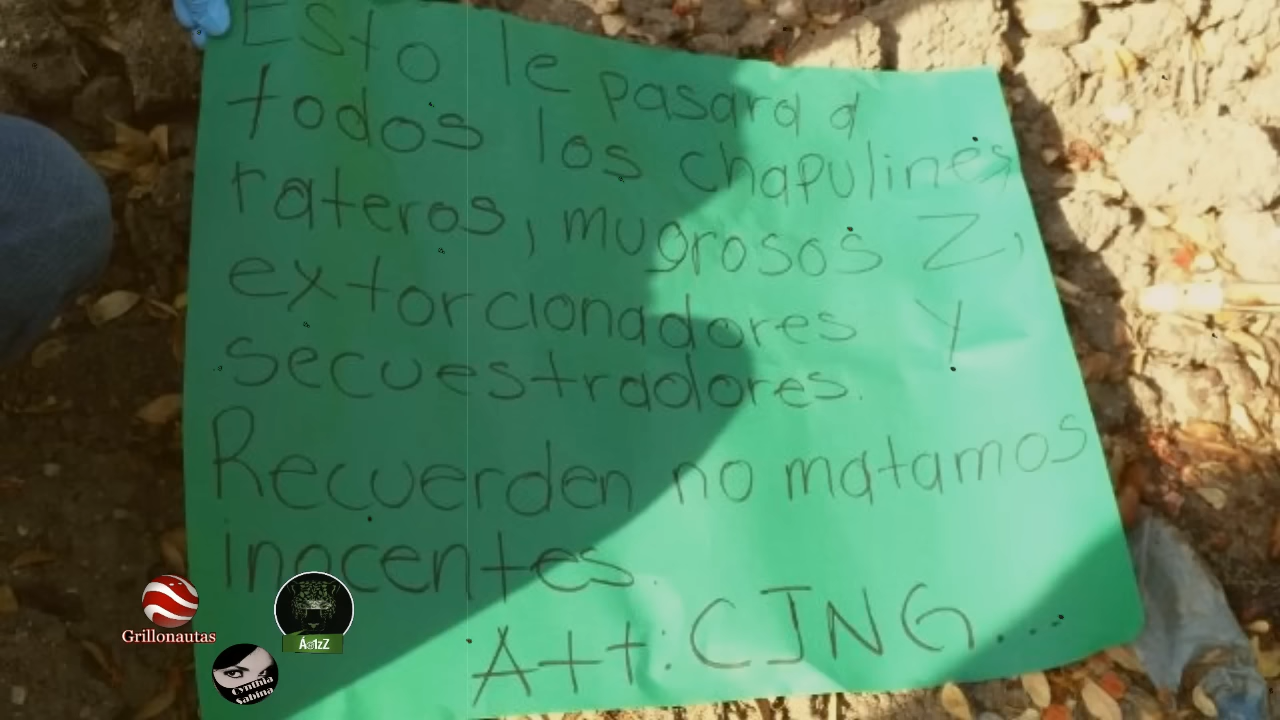 Esto le pasara a
todos los chapulines
rateros, mugrosos Z,
extorcionadores y
secuestradores.
Recuerden no matamos
inocentes.
Att: CJNG...
Grillonautas
A@1zZ
Cynthia
Sabina